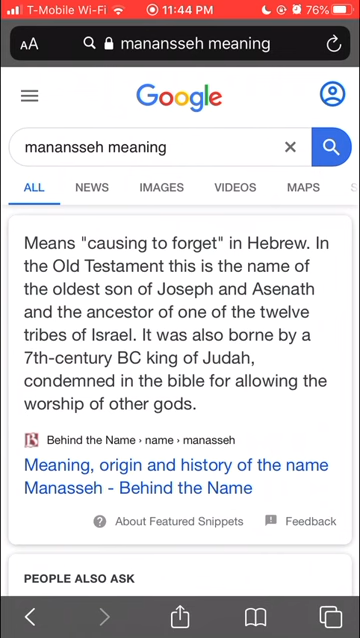 T-Mobile Wi-Fi 11:44 PM 76%
AA manansseh meaning
Google
manansseh meaning
ALL NEWS IMAGES VIDEOS MAPS
Means "causing to forget" in Hebrew. In
the Old Testament this is the name of
the oldest son of Joseph and Asenath
and the ancestor of one of the twelve
tribes of Israel. It was also borne by a
7th-century BC king of Judah,
condemned in the bible for allowing the
worship of other gods.
Behind the Name › name › manasseh
Meaning, origin and history of the name
Manasseh - Behind the Name
About Featured Snippets Feedback
PEOPLE ALSO ASK